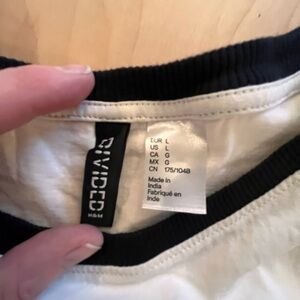 DIVIDED
H&M
EUR L
US L
CA G
MX G
CN 175/104B
Made in
India
Fabriqué en
Inde